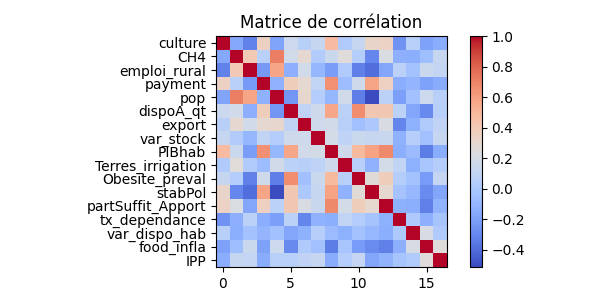 Matrice de corrélation
culture
CH4
emploi_rural
payment
pop
dispoA_qt
export
var_stock
PIBhab
Terres_irrigation
Obesite_preval
stabPol
partSuffit_Apport
tx_dependance
var_dispo_hab
food_infla
IPP
0
5
10
15
1.0
0.8
0.6
0.4
0.2
0.0
−0.2
−0.4